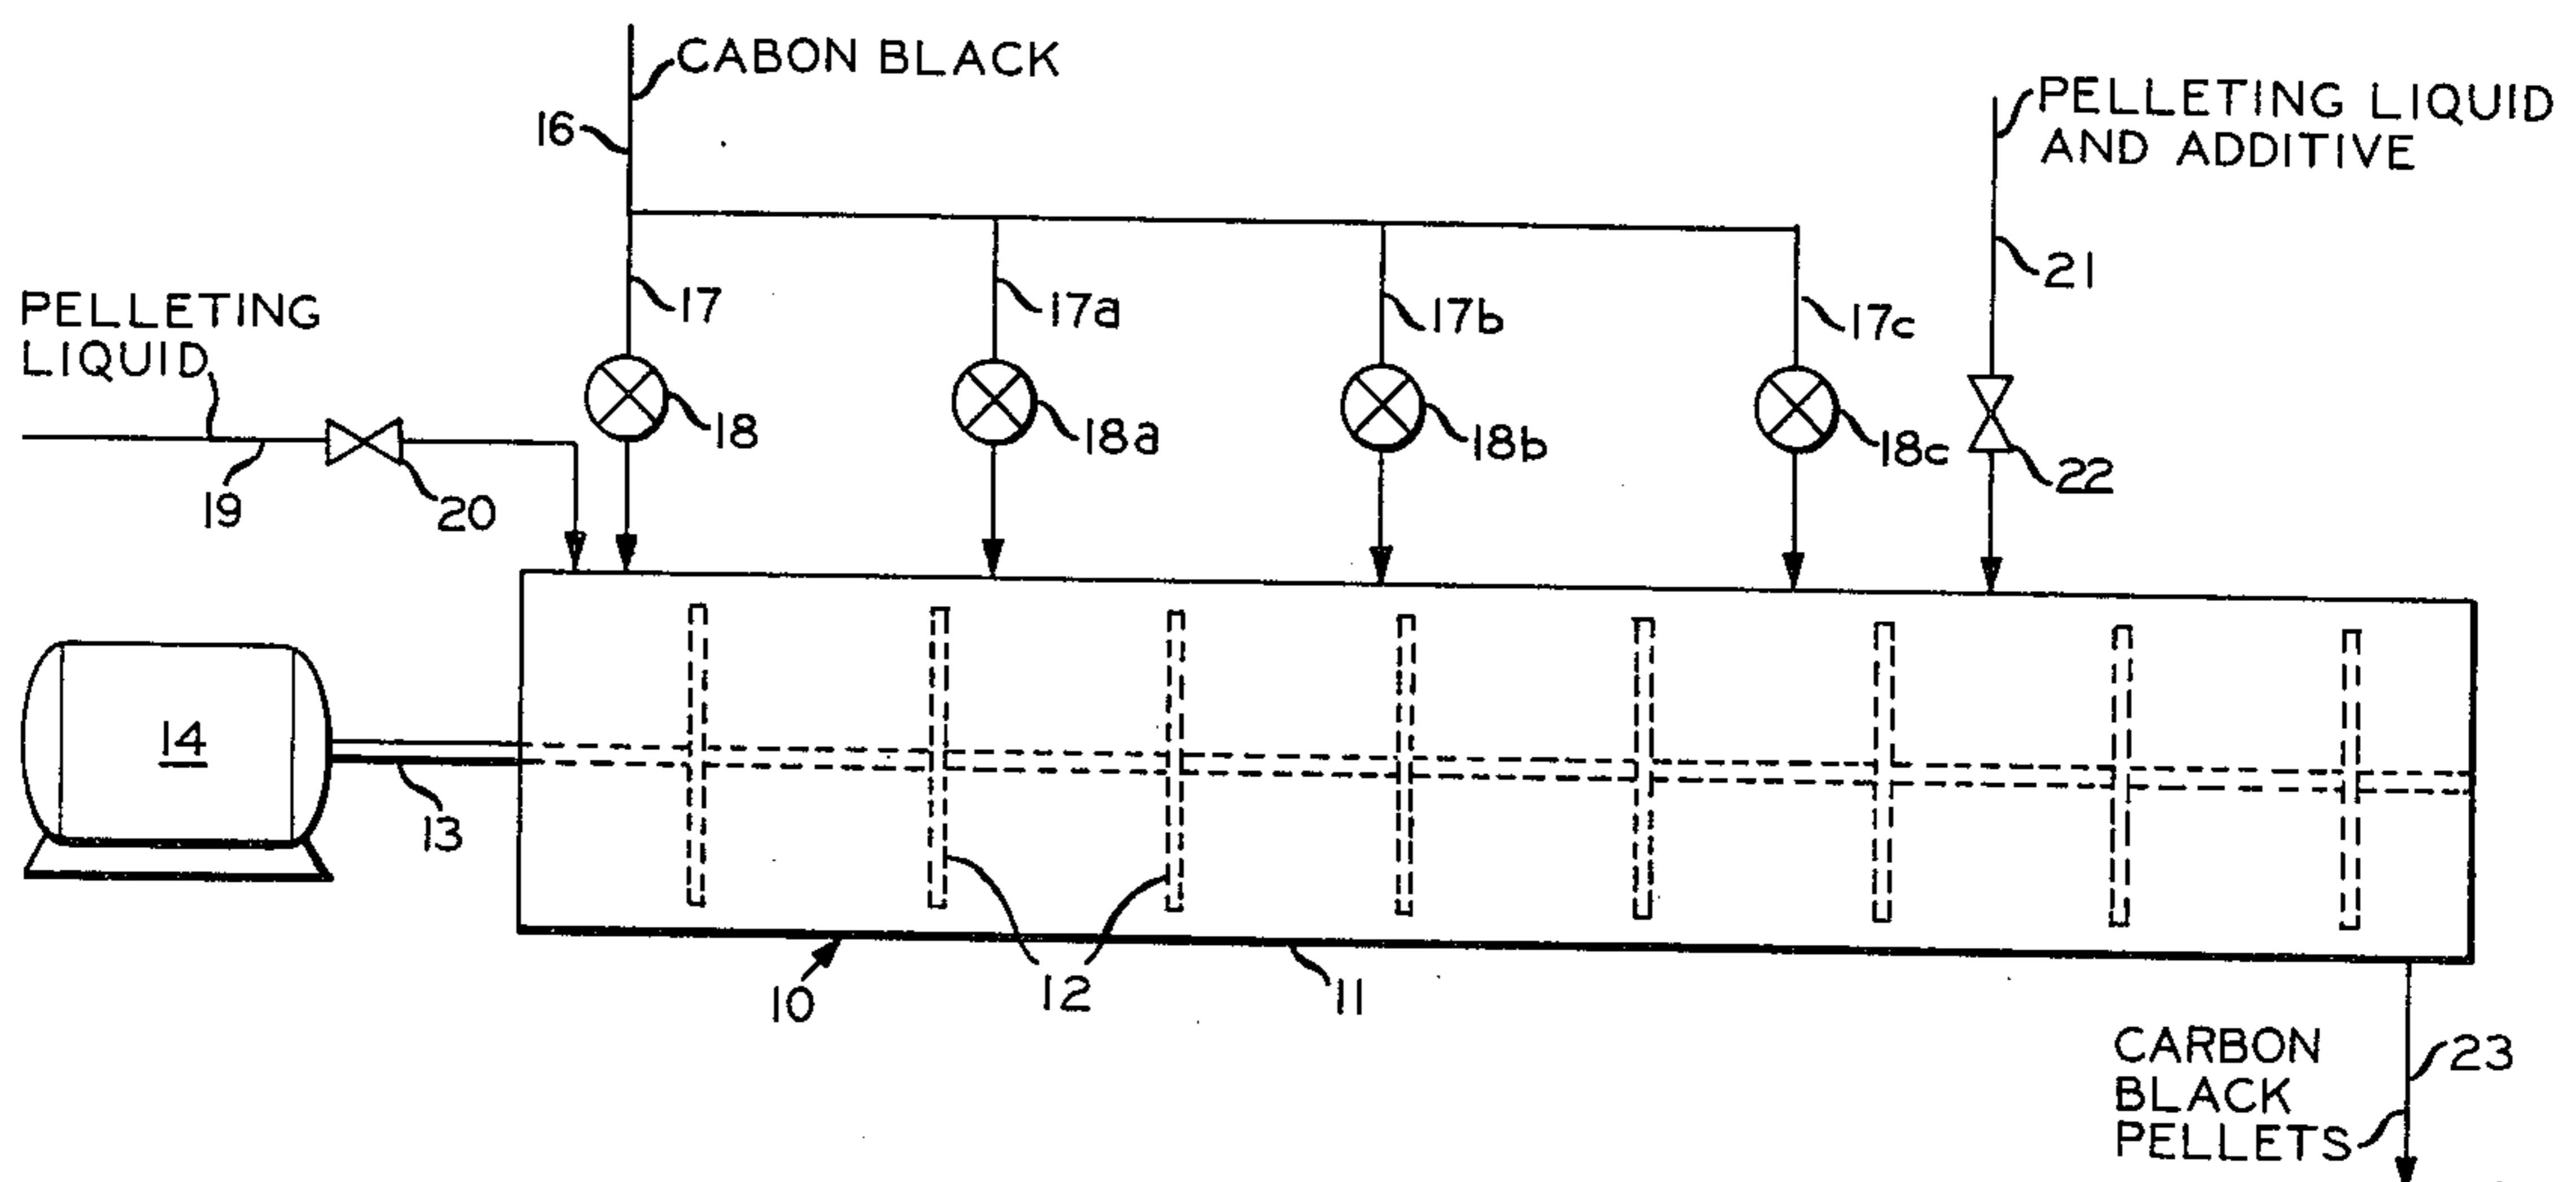 CABON BLACK
16
PELLETING LIQUID
AND ADDITIVE
21
17
17a
17b
17c
PELLETING
LIQUID
18
18a
18b
18c
22
19
20
14
13
10
12
11
CARBON
BLACK
PELLETS
23